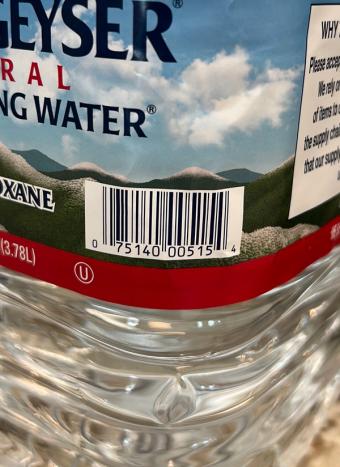 GEYSER®
RAL
NG WATER®
OXANE
0 75140 00515 4
(3.78L)
U
WHY
Please accep
We rely on
of items to
the supply chain
that our suppl